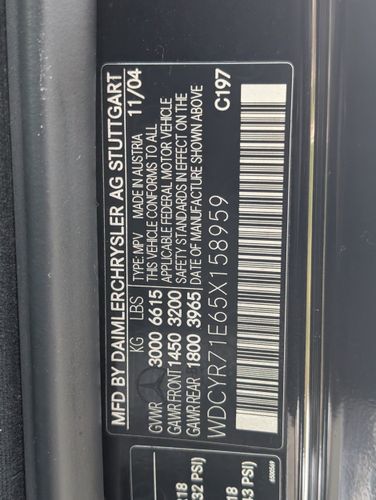 MFD BY DAIMLERCHRYSLER AG STUTTGART
KG LBS TYPE: MPV MADE IN AUSTRIA 11/04
GVWR 3000 6615 THIS VEHICLE CONFORMS TO ALL
GAWR FRONT 1450 3200 APPLICABLE FEDERAL MOTOR VEHICLE
SAFETY STANDARDS IN EFFECT ON THE
GAWR REAR 1800 3965 DATE OF MANUFACTURE SHOWN ABOVE
WDCYR71E65X158959 C197
32 PSI)